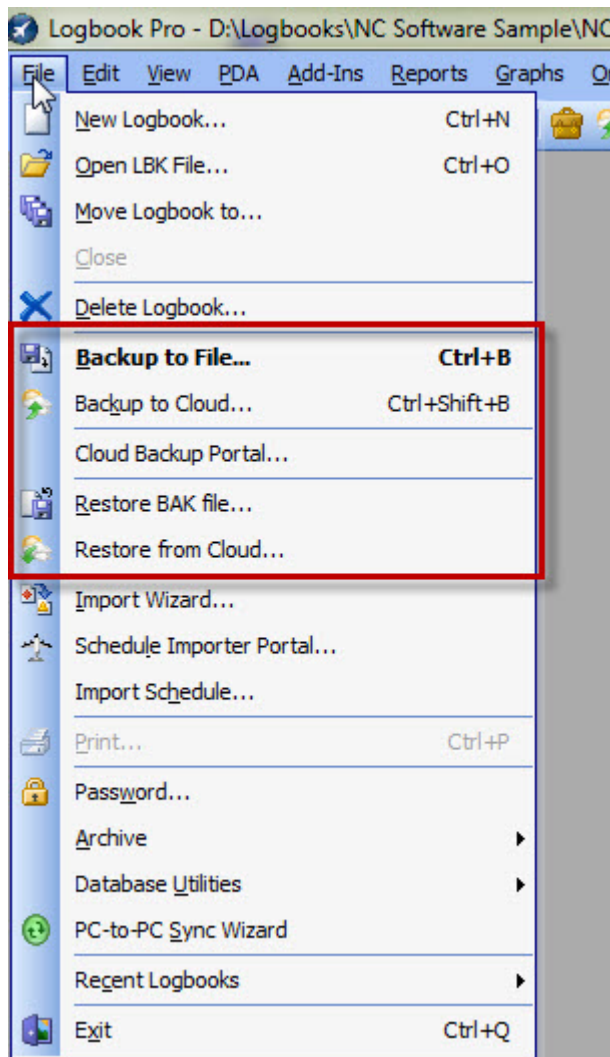 Logbook Pro - D:\Logbooks\NC Software Sample\NC
File Edit View PDA Add-Ins Reports Graphs
New Logbook... Ctrl+N
Open LBK File... Ctrl+O
Move Logbook to...
Close
Delete Logbook...
Backup to File... Ctrl+B
Backup to Cloud... Ctrl+Shift+B
Cloud Backup Portal...
Restore BAK file...
Restore from Cloud...
Import Wizard...
Schedule Importer Portal...
Import Schedule...
Print... Ctrl+P
Password...
Archive
Database Utilities
PC-to-PC Sync Wizard
Recent Logbooks
Exit Ctrl+Q